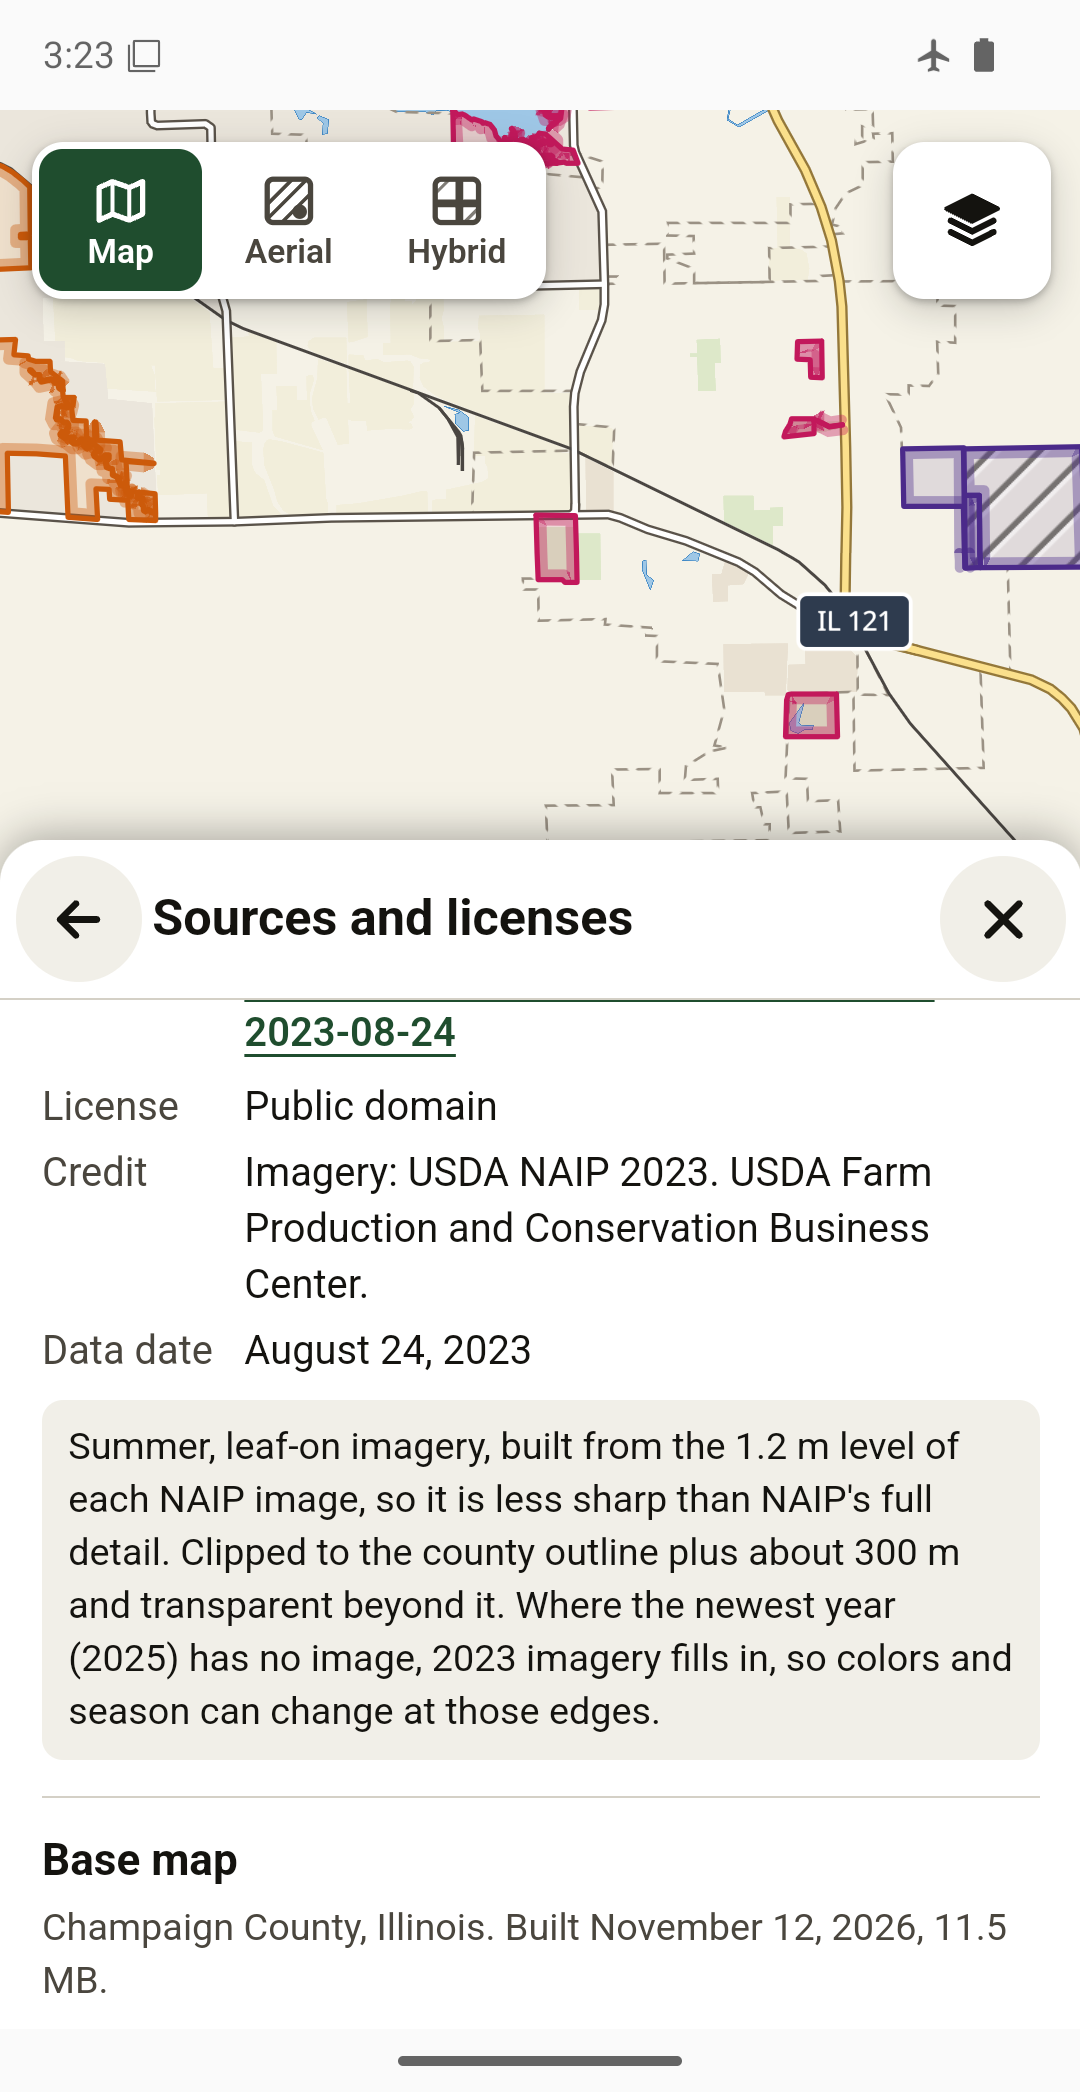 3:23
Map
Aerial
Hybrid
IL 121
Sources and licenses
2023-08-24
License
Public domain
Credit
Imagery: USDA NAIP 2023. USDA Farm
Production and Conservation Business
Center.
Data date
August 24, 2023
Summer, leaf-on imagery, built from the 1.2 m level of
each NAIP image, so it is less sharp than NAIP's full
detail. Clipped to the county outline plus about 300 m
and transparent beyond it. Where the newest year
(2025) has no image, 2023 imagery fills in, so colors and
season can change at those edges.
Base map
Champaign County, Illinois. Built November 12, 2026, 11.5
MB.